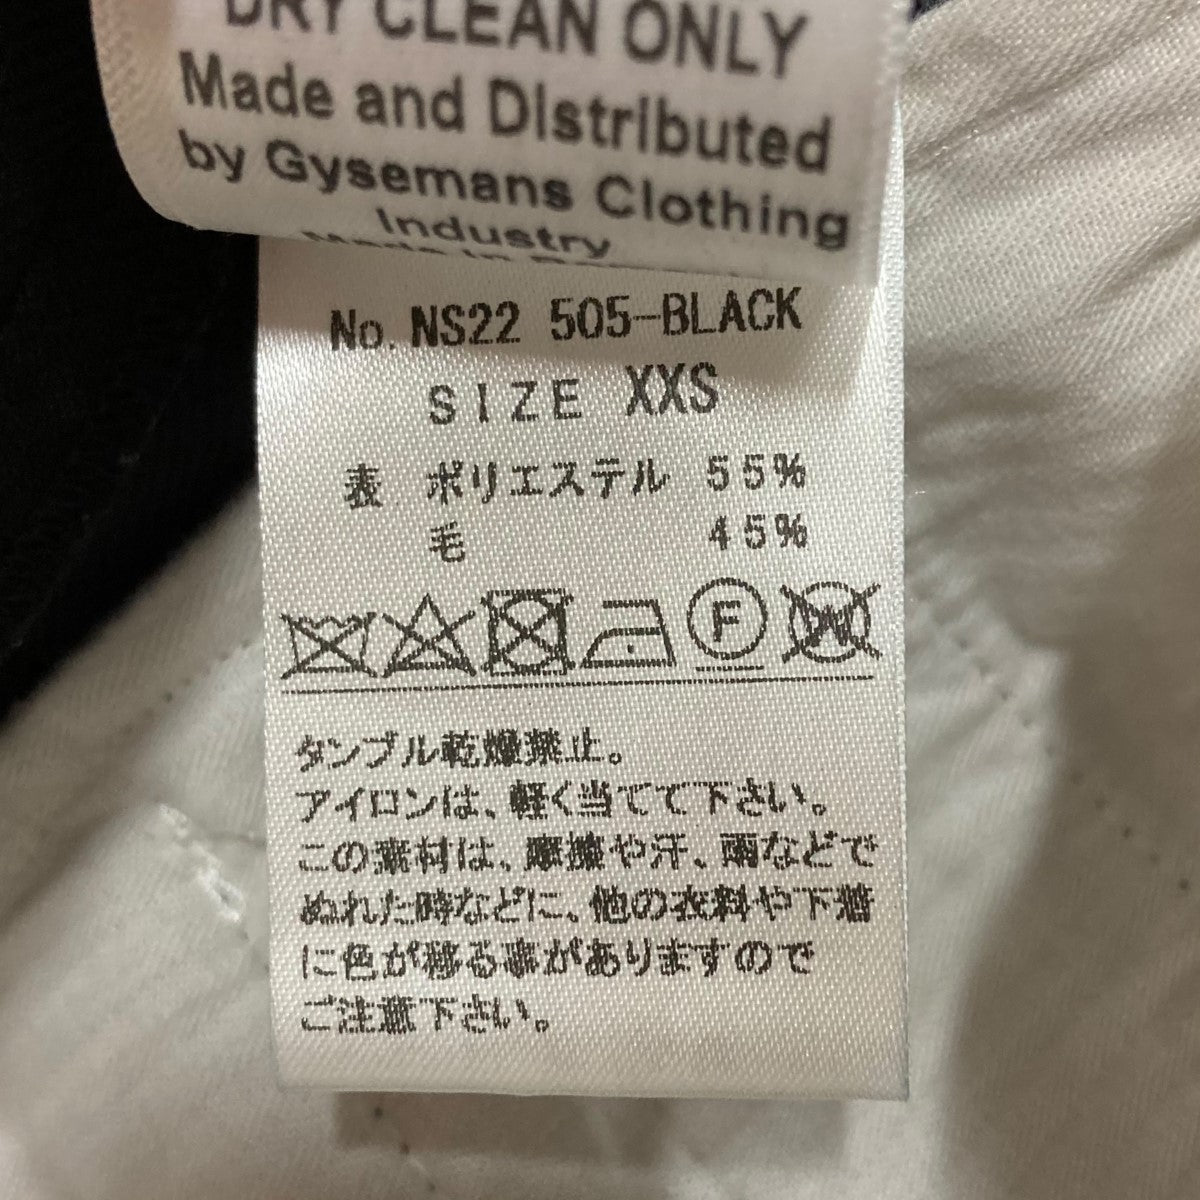 DRY CLEAN ONLY
Made and Distributed
by Gysemans Clothing
Industry
Made in
No. NS22 505-BLACK
SIZE XXS
表 ポリエステル 55%
毛 45%
F W
タンブル乾燥禁止。
アイロンは、軽く当てて下さい。
この素材は、摩擦や汗、雨などで
ぬれた時などに、他の衣料や下着
に色が移る事がありますので
ご注意下さい。